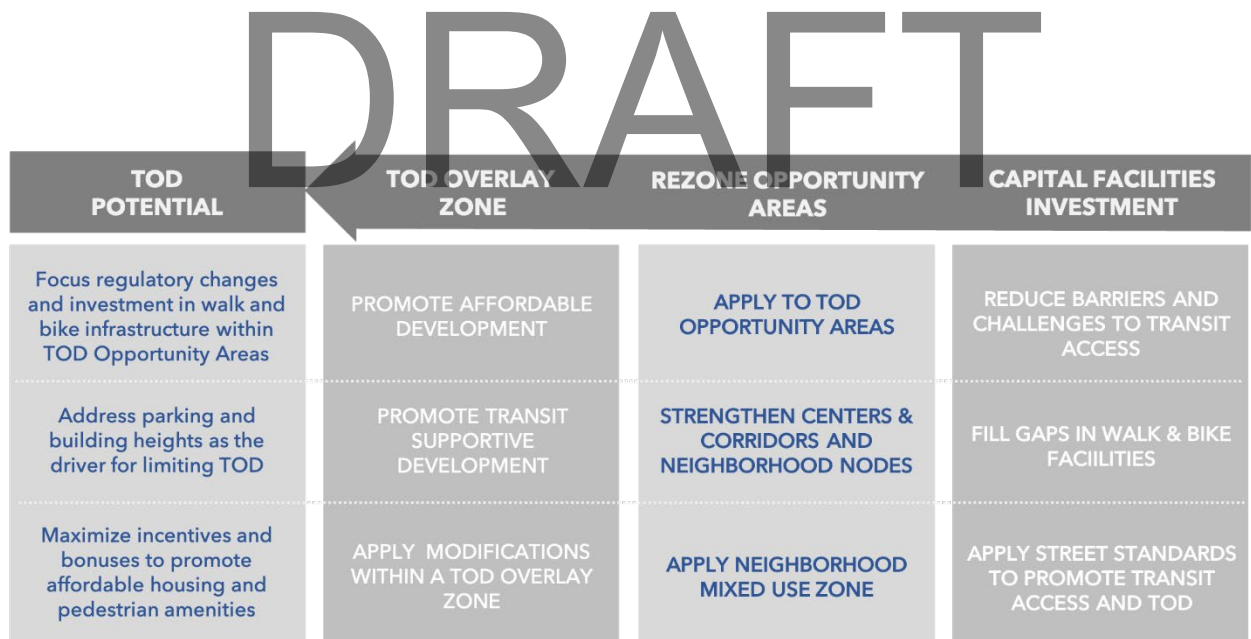 DRAFT
TOD
POTENTIAL
TOD OVERLAY
ZONE
REZONE OPPORTUNITY
AREAS
CAPITAL FACILITIES
INVESTMENT
Focus regulatory changes
and investment in walk and
bike infrastructure within
TOD Opportunity Areas
PROMOTE AFFORDABLE
DEVELOPMENT
APPLY TO TOD
OPPORTUNITY AREAS
REDUCE BARRIERS AND
CHALLENGES TO TRANSIT
ACCESS
Address parking and
building heights as the
driver for limiting TOD
PROMOTE TRANSIT
SUPPORTIVE
DEVELOPMENT
STRENGTHEN CENTERS &
CORRIDORS AND
NEIGHBORHOOD NODES
FILL GAPS IN WALK & BIKE
FACIILITIES
Maximize incentives and
bonuses to promote
affordable housing and
pedestrian amenities
APPLY MODIFICATIONS
WITHIN A TOD OVERLAY
ZONE
APPLY NEIGHBORHOOD
MIXED USE ZONE
APPLY STREET STANDARDS
TO PROMOTE TRANSIT
ACCESS AND TOD